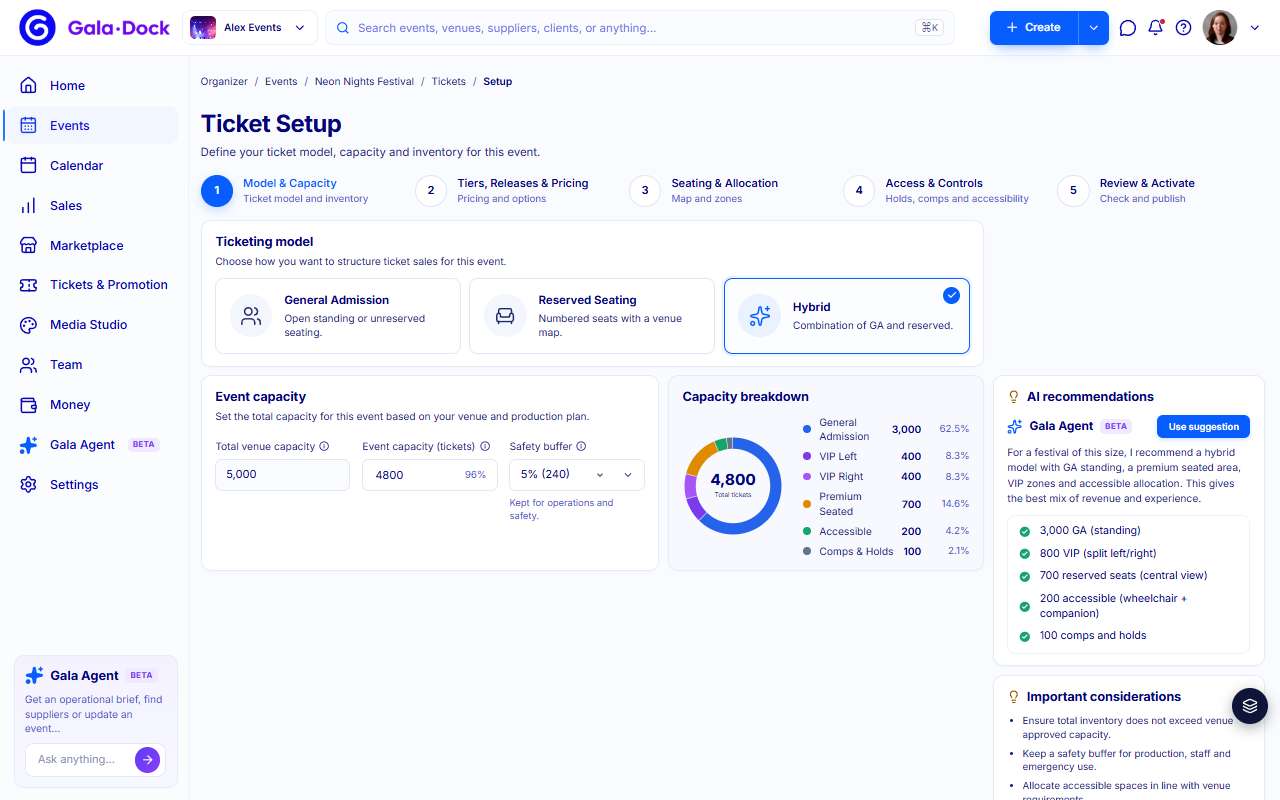 Gala·Dock
Alex Events
Search events, venues, suppliers, clients, or anything...
⌘K
+ Create
Home
Events
Calendar
Sales
Marketplace
Tickets & Promotion
Media Studio
Team
Money
Gala Agent BETA
Settings
Gala Agent BETA
Get an operational brief, find
suppliers or update an
event...
Ask anything...
Organizer / Events / Neon Nights Festival / Tickets / Setup
Ticket Setup
Define your ticket model, capacity and inventory for this event.
1
Model & Capacity
Ticket model and inventory
2
Tiers, Releases & Pricing
Pricing and options
3
Seating & Allocation
Map and zones
4
Access & Controls
Holds, comps and accessibility
5
Review & Activate
Check and publish
Ticketing model
Choose how you want to structure ticket sales for this event.
General Admission
Open standing or unreserved
seating.
Reserved Seating
Numbered seats with a venue
map.
Hybrid
Combination of GA and reserved.
Event capacity
Set the total capacity for this event based on your venue and production plan.
Total venue capacity
5,000
Event capacity (tickets)
4800 96%
Safety buffer
5% (240)
Kept for operations and
safety.
Capacity breakdown
4,800
Total tickets
General
Admission 3,000 62.5%
VIP Left 400 8.3%
VIP Right 400 8.3%
Premium
Seated 700 14.6%
Accessible 200 4.2%
Comps & Holds 100 2.1%
AI recommendations
Gala Agent BETA
Use suggestion
For a festival of this size, I recommend a hybrid
model with GA standing, a premium seated area,
VIP zones and accessible allocation. This gives
the best mix of revenue and experience.
3,000 GA (standing)
800 VIP (split left/right)
700 reserved seats (central view)
200 accessible (wheelchair +
companion)
100 comps and holds
Important considerations
• Ensure total inventory does not exceed venue
approved capacity.
• Keep a safety buffer for production, staff and
emergency use.
• Allocate accessible spaces in line with venue
requirements.